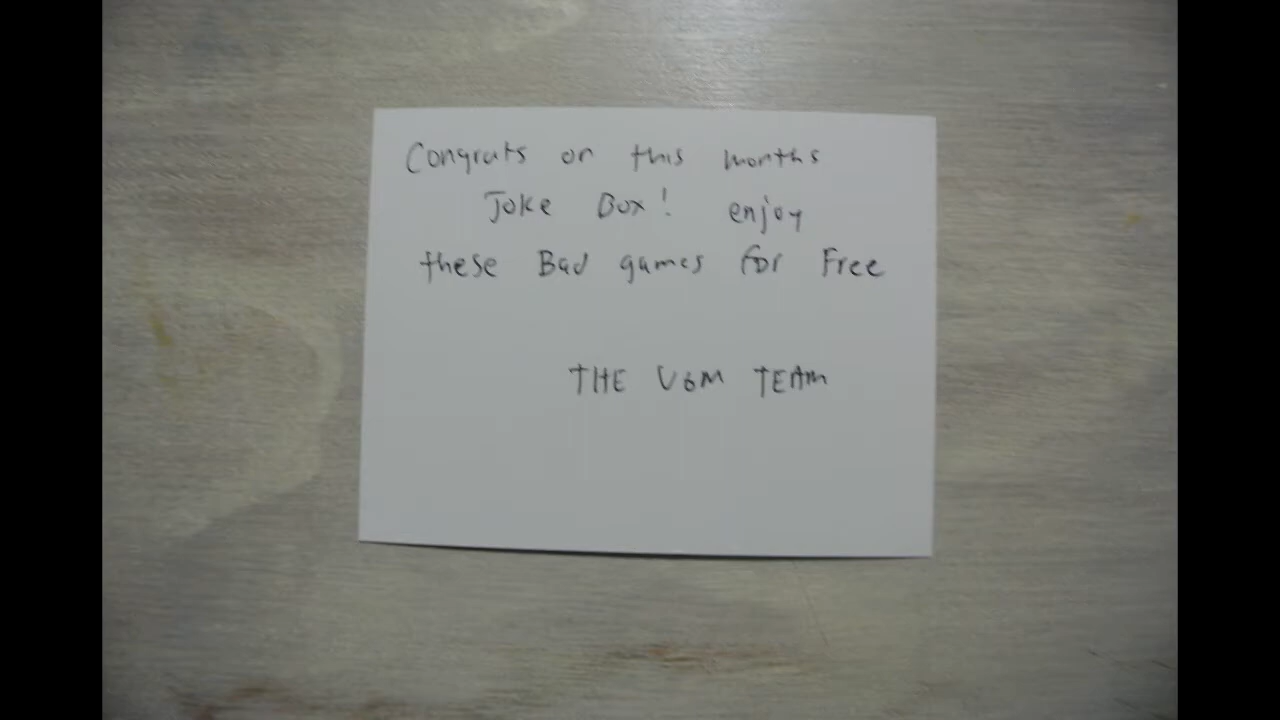 Congrats on this months
Joke Box! enjoy
these Bad games for Free
THE VGM TEAM